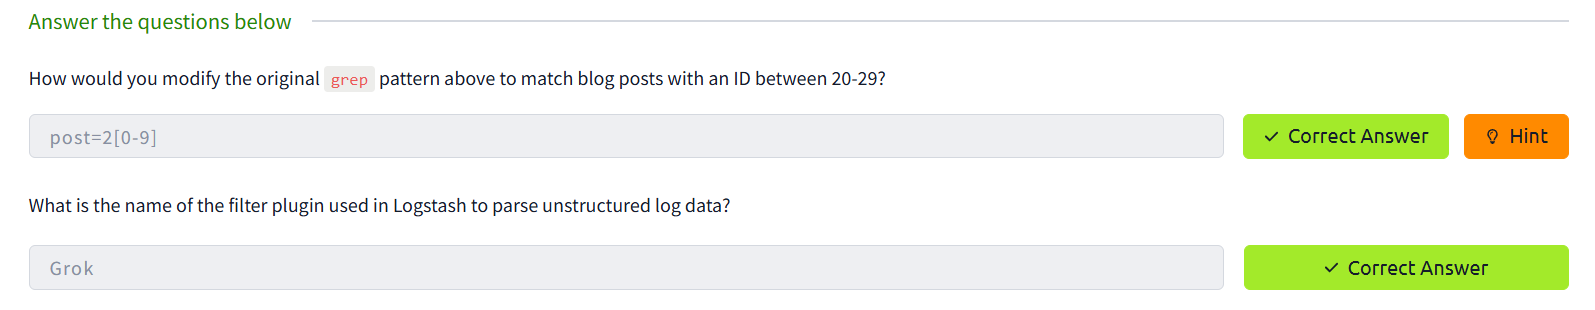 Answer the questions below
How would you modify the original grep pattern above to match blog posts with an ID between 20-29?
post=2[0-9]
Correct Answer
Hint
What is the name of the filter plugin used in Logstash to parse unstructured log data?
Grok
Correct Answer